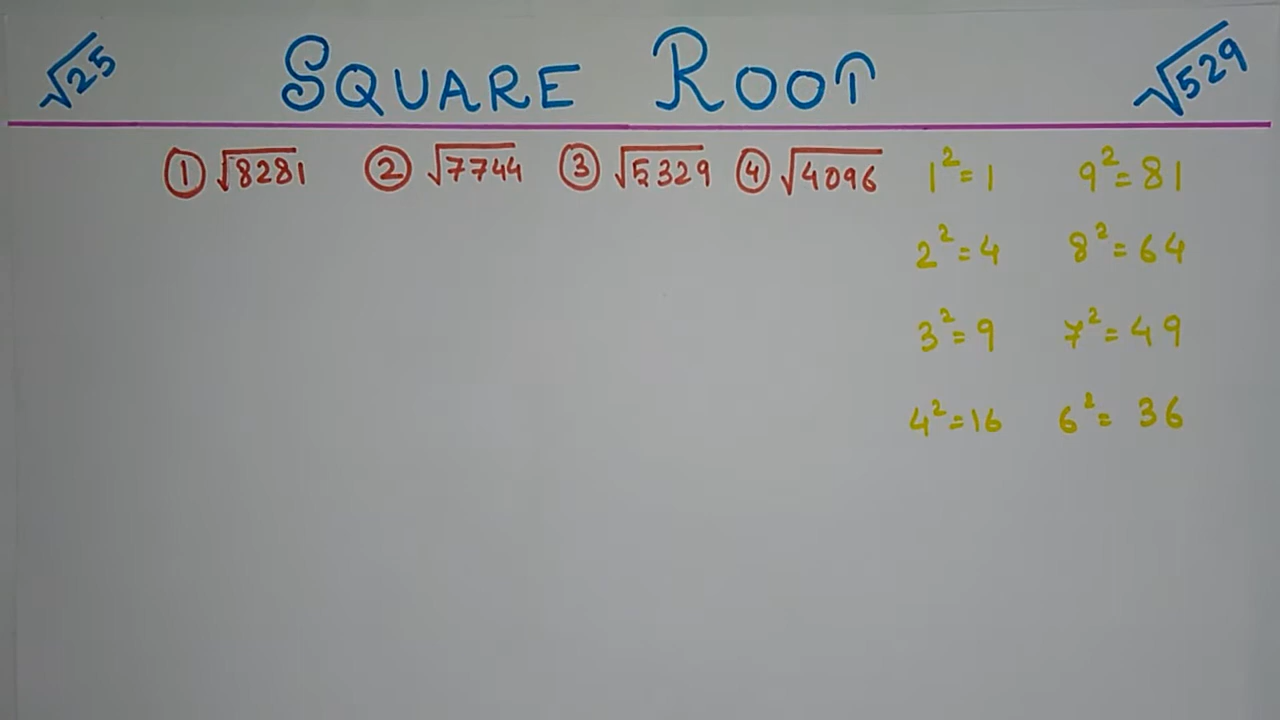 √25 SQUARE ROOT √529
① √8281 ② √7744 ③ √5329 ④ √4096 1² = 1 9² = 81
2² = 4 8² = 64
3² = 9 7² = 49
4² = 16 6² = 36